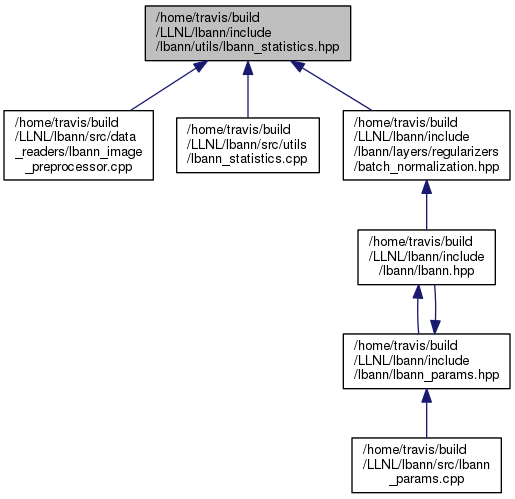 /home/travis/build
/LLNL/lbann/include
/lbann/utils/lbann_statistics.hpp
/home/travis/build
/LLNL/lbann/src/data
_readers/lbann_image
_preprocessor.cpp
/home/travis/build
/LLNL/lbann/src/utils
/lbann_statistics.cpp
/home/travis/build
/LLNL/lbann/include
/lbann/layers/regularizers
/batch_normalization.hpp
/home/travis/build
/LLNL/lbann/include
/lbann/lbann.hpp
/home/travis/build
/LLNL/lbann/include
/lbann/lbann_params.hpp
/home/travis/build
/LLNL/lbann/src/lbann
_params.cpp